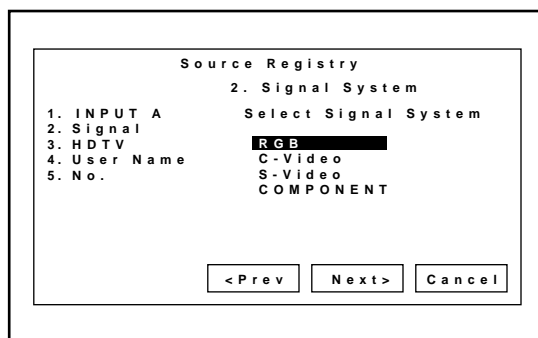 Source Registry
2. Signal System
1. INPUT A
2. Signal
3. HDTV
4. User Name
5. No.
Select Signal System
RGB
C-Video
S-Video
COMPONENT
<Prev
Next>
Cancel